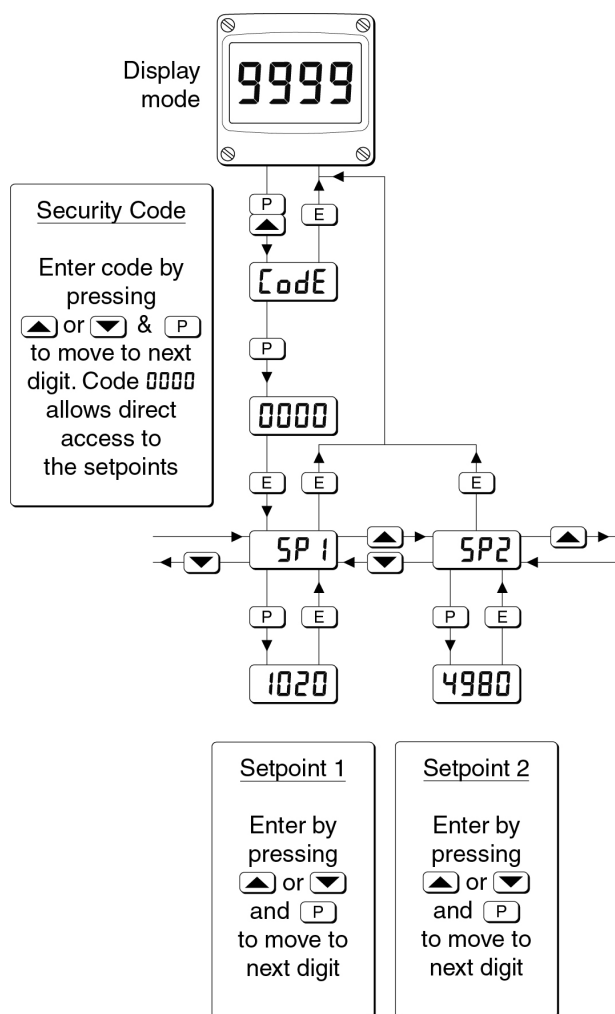 Display
mode
9999
Security Code
Enter code by
pressing
▲ or ▼ & P
to move to next
digit. Code 0000
allows direct
access to
the setpoints
P
▲
E
CodE
P
0000
E
E
E
SP1
▲
▼
SP2
▲
▼
P
E
P
E
1020
4980
Setpoint 1
Enter by
pressing
▲ or ▼
and P
to move to
next digit
Setpoint 2
Enter by
pressing
▲ or ▼
and P
to move to
next digit